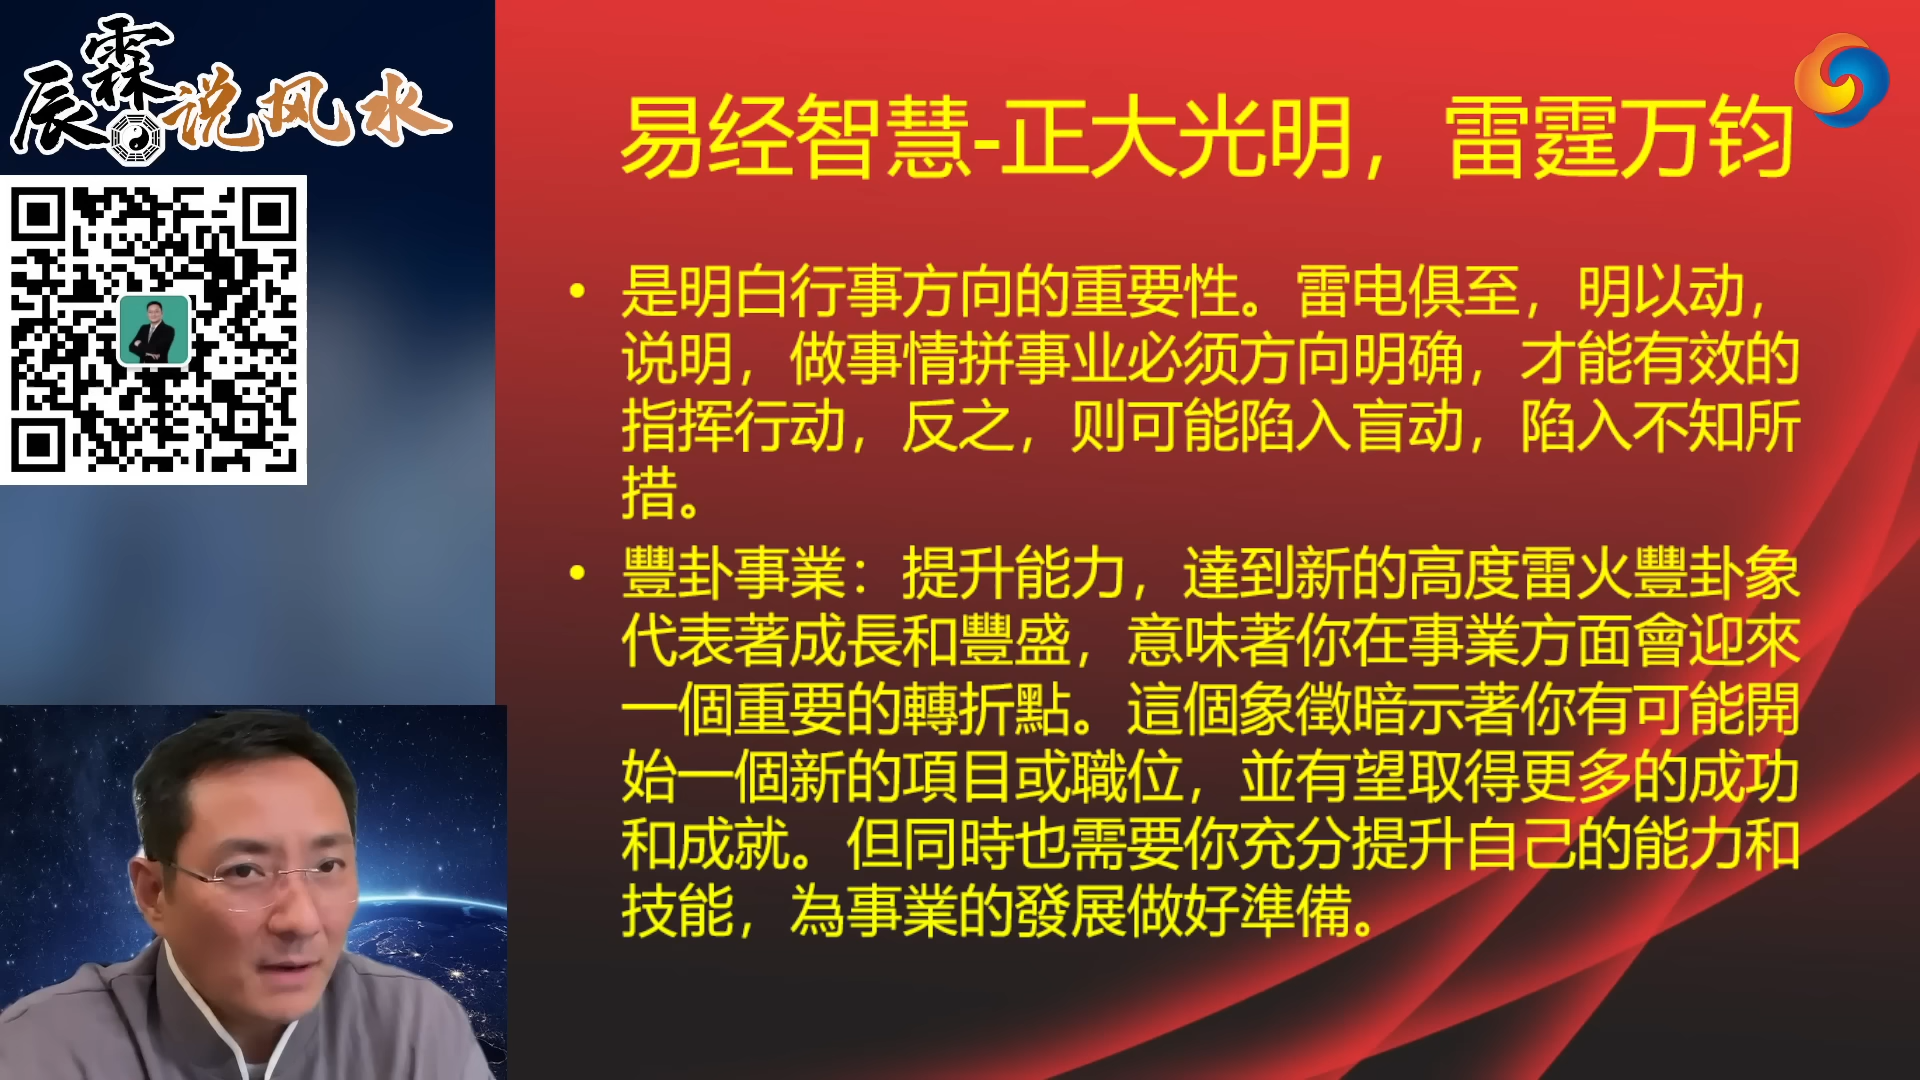 辰霖说风水
易经智慧-正大光明，雷霆万钧
• 是明白行事方向的重要性。雷电俱至，明以动，
说明，做事情拼事业必须方向明确，才能有效的
指挥行动，反之，则可能陷入盲动，陷入不知所
措。
• 豐卦事業：提升能力，達到新的高度雷火豐卦象
代表著成長和豐盛，意味著你在事業方面會迎來
一個重要的轉折點。這個象徵暗示著你有可能開
始一個新的項目或職位，並有望取得更多的成功
和成就。但同時也需要你充分提升自己的能力和
技能，為事業的發展做好準備。